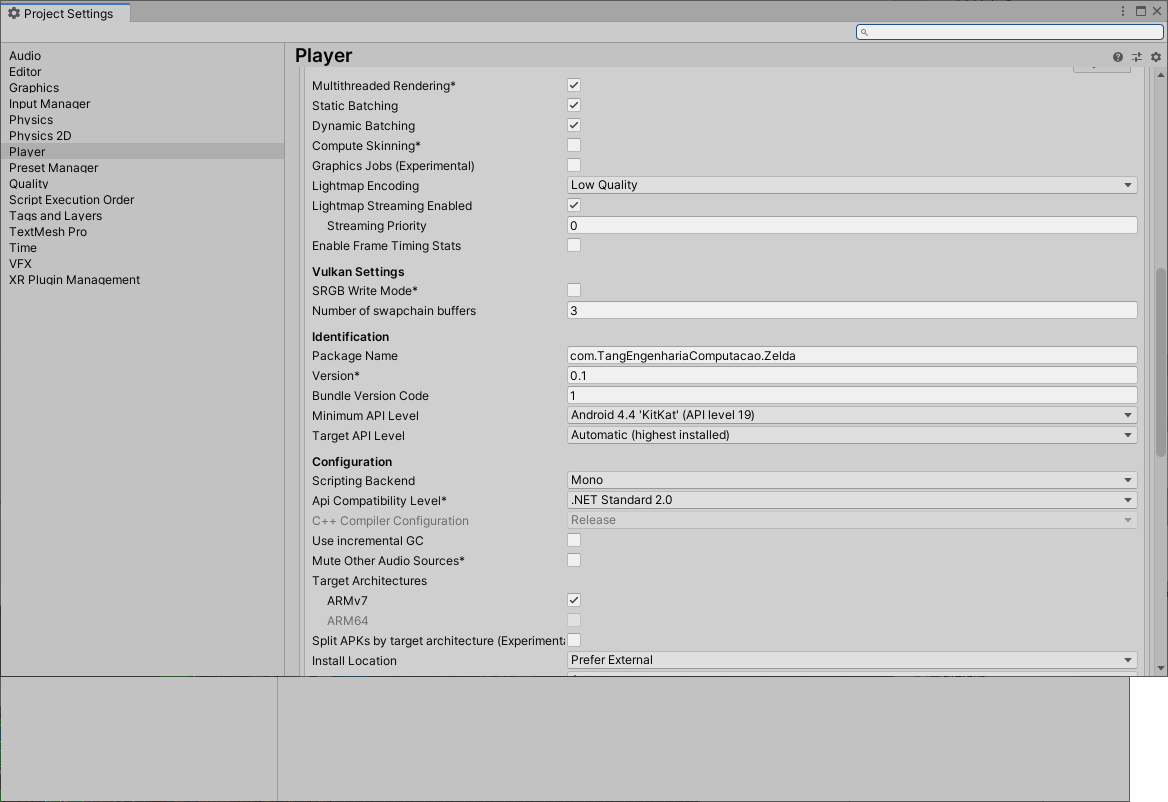 Project Settings
Audio
Editor
Graphics
Input Manager
Physics
Physics 2D
Player
Preset Manager
Quality
Script Execution Order
Tags and Layers
TextMesh Pro
Time
VFX
XR Plugin Management
Player
Multithreaded Rendering*
Static Batching
Dynamic Batching
Compute Skinning*
Graphics Jobs (Experimental)
Lightmap Encoding Low Quality
Lightmap Streaming Enabled
Streaming Priority 0
Enable Frame Timing Stats
Vulkan Settings
SRGB Write Mode*
Number of swapchain buffers 3
Identification
Package Name com.TangEngenhariaComputacao.Zelda
Version* 0.1
Bundle Version Code 1
Minimum API Level Android 4.4 'KitKat' (API level 19)
Target API Level Automatic (highest installed)
Configuration
Scripting Backend Mono
Api Compatibility Level* .NET Standard 2.0
C++ Compiler Configuration Release
Use incremental GC
Mute Other Audio Sources*
Target Architectures
ARMv7
ARM64
Split APKs by target architecture (Experimenta
Install Location Prefer External